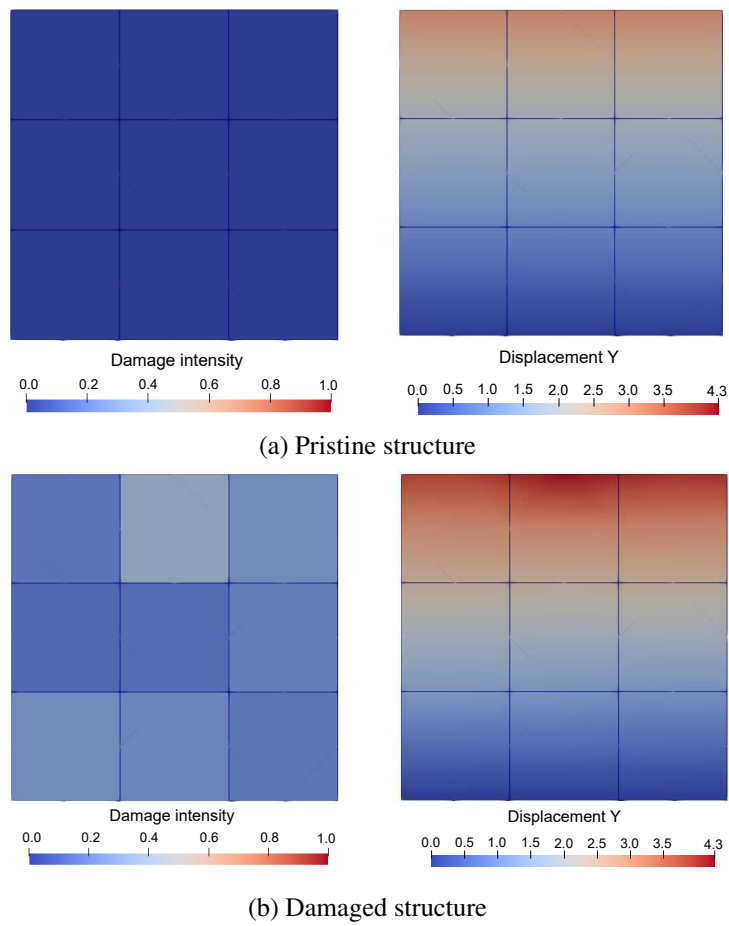 Damage intensity
0.0 0.2 0.4 0.6 0.8 1.0
Displacement Y
0.0 0.5 1.0 1.5 2.0 2.5 3.0 3.5 4.3
(a) Pristine structure
Damage intensity
0.0 0.2 0.4 0.6 0.8 1.0
Displacement Y
0.0 0.5 1.0 1.5 2.0 2.5 3.0 3.5 4.3
(b) Damaged structure